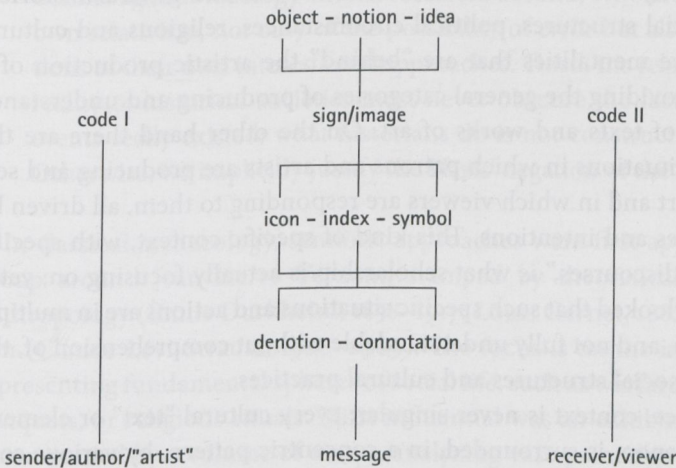 object – notion – idea
code I sign/image code II
icon – index – symbol
denotion – connotation
sender/author/"artist" message receiver/viewer